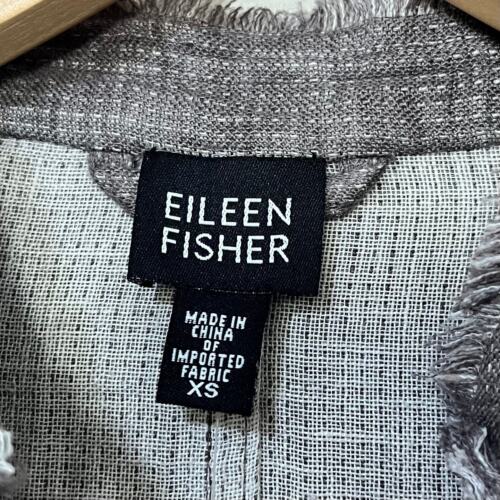 EILEEN
FISHER
MADE IN
CHINA
OF
IMPORTED
FABRIC
XS